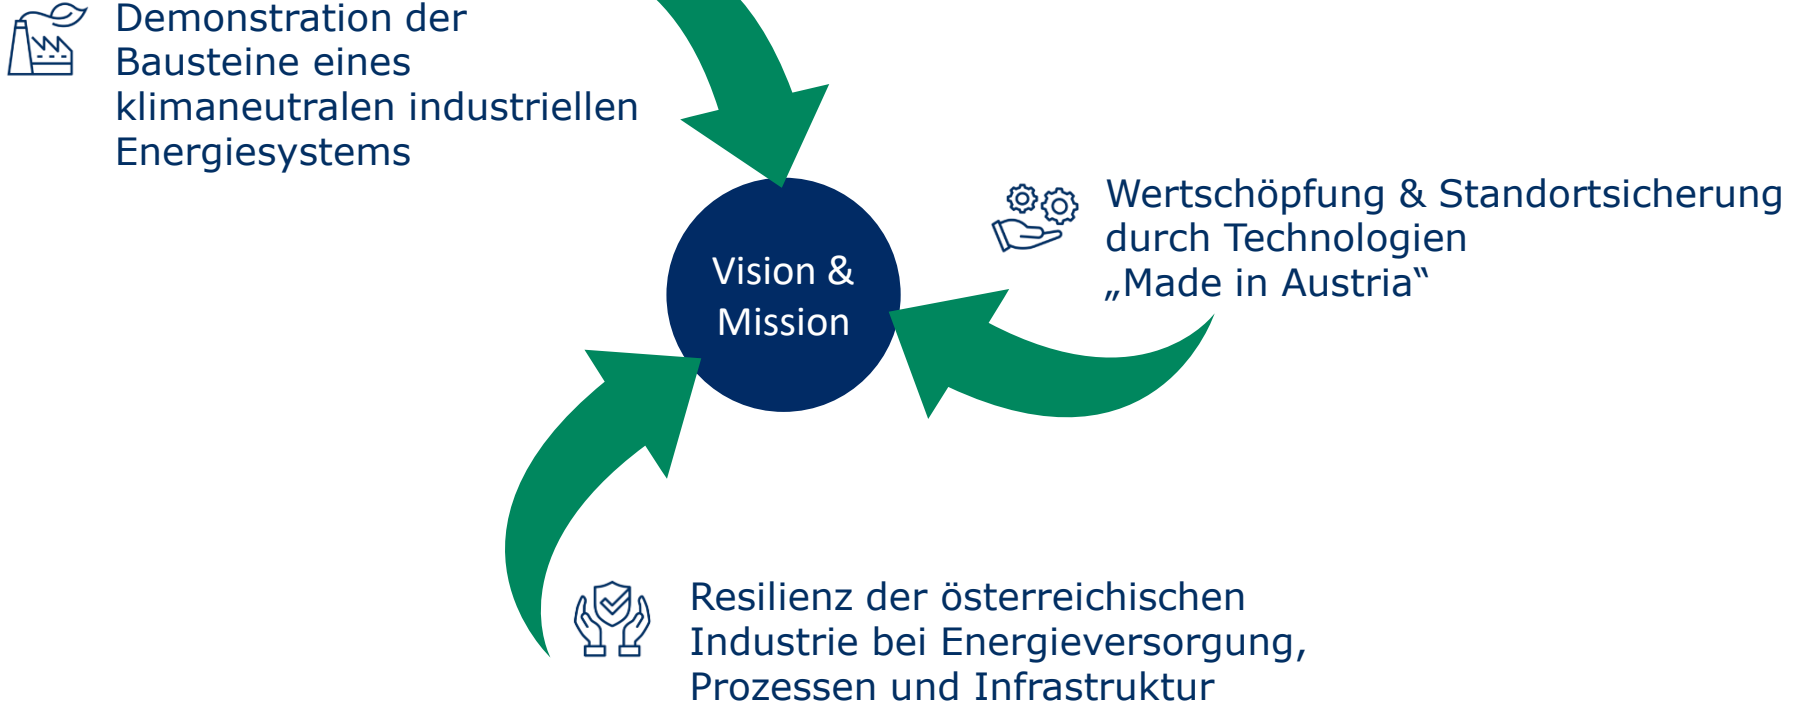 Demonstration der
Bausteine eines
klimaneutralen industriellen
Energiesystems
Wertschöpfung & Standortsicherung
durch Technologien
„Made in Austria“
Vision &
Mission
Resilienz der österreichischen
Industrie bei Energieversorgung,
Prozessen und Infrastruktur